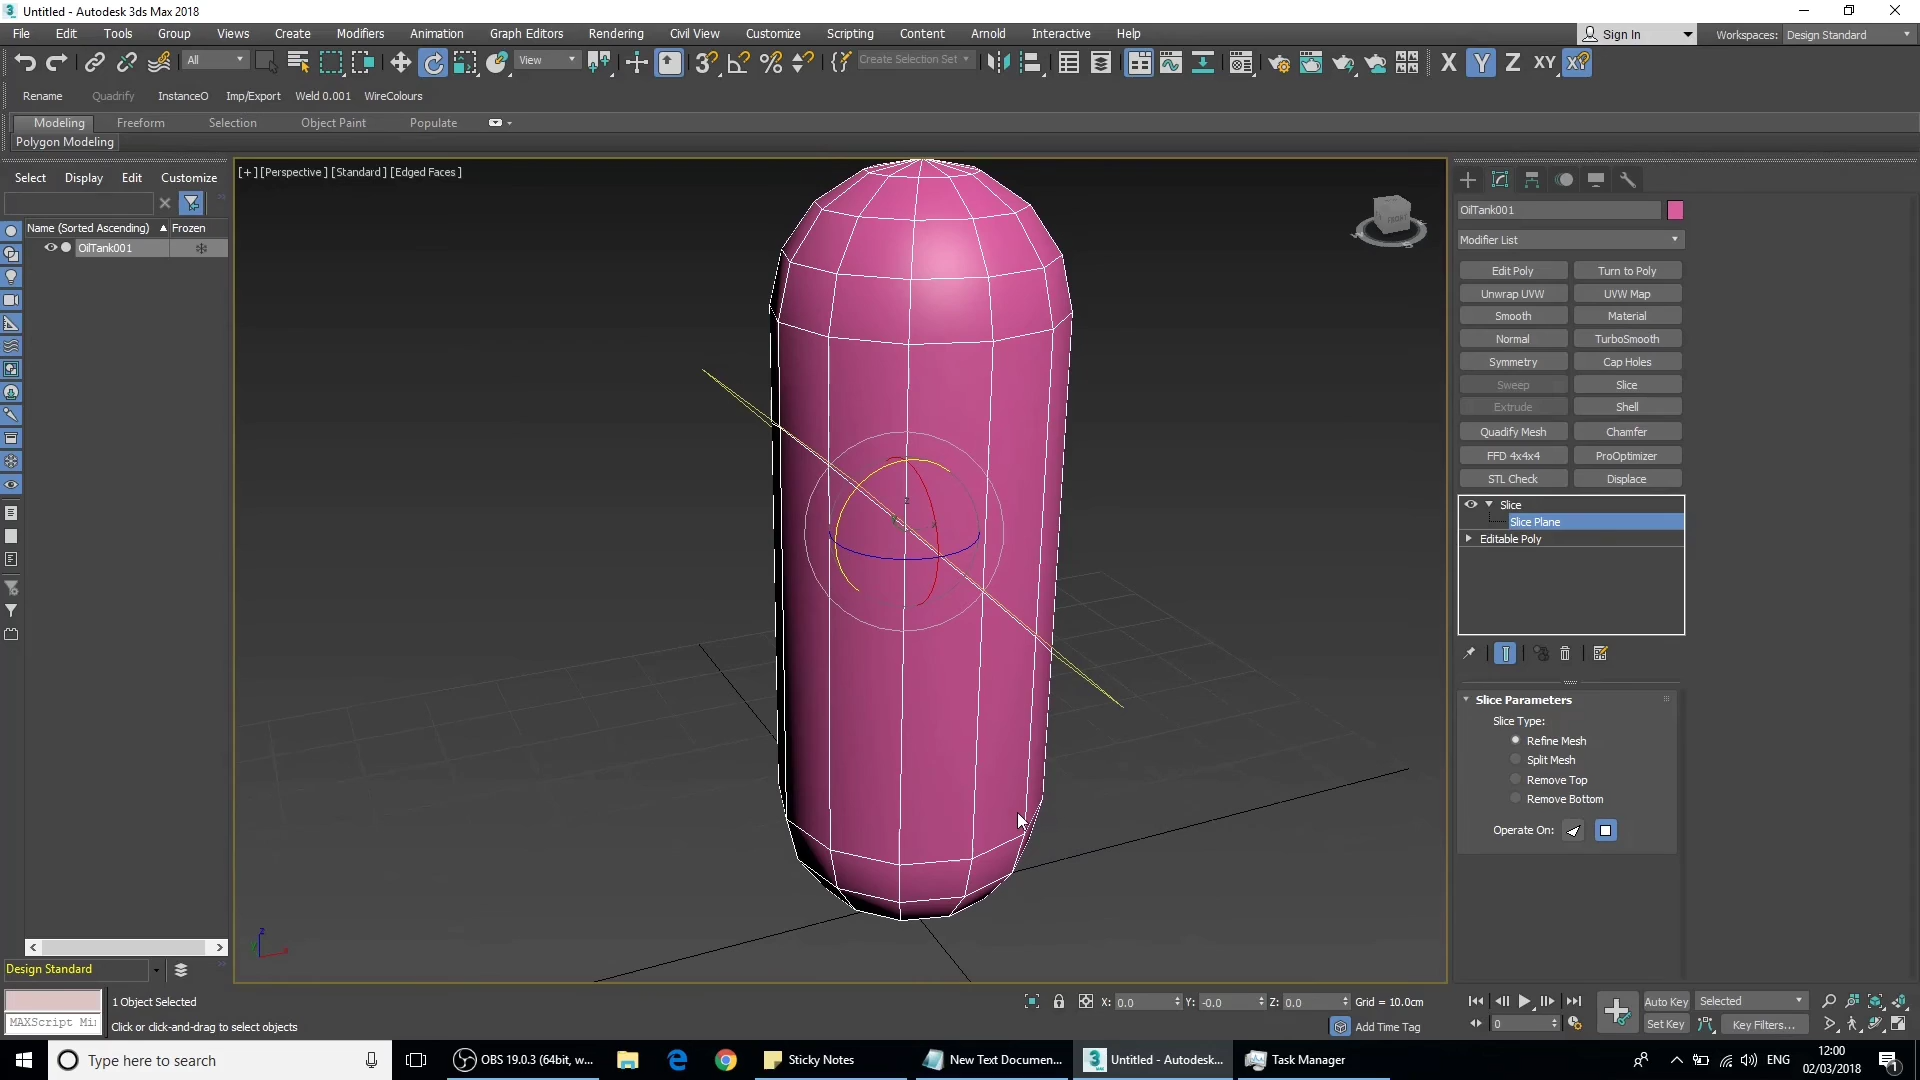 Untitled - Autodesk 3ds Max 2018
File Edit Tools Group Views Create Modifiers Animation Graph Editors Rendering Civil View Customize Scripting Content Arnold Interactive Help
Sign In Workspaces: Design Standard
All View Create Selection Set X Y Z XY
Rename Quadrify InstanceO Imp/Export Weld 0.001 WireColours
Modeling Freeform Selection Object Paint Populate
Polygon Modeling
Select Display Edit Customize
Name (Sorted Ascending) Frozen
OilTank001
[+] [Perspective] [Standard] [Edged Faces]
FRONT
OilTank001
Modifier List
Edit Poly Turn to Poly
Unwrap UVW UVW Map
Smooth Material
Normal TurboSmooth
Symmetry Cap Holes
Sweep Slice
Extrude Shell
Quadify Mesh Chamfer
FFD 4x4x4 ProOptimizer
STL Check Displace
Slice
Slice Plane
Editable Poly
Slice Parameters
Slice Type:
Refine Mesh
Split Mesh
Remove Top
Remove Bottom
Operate On:
Design Standard
1 Object Selected X: 0.0 Y: -0.0 Z: 0.0 Grid = 10.0cm Auto Key Selected
MAXScript Mi Click or click-and-drag to select objects Add Time Tag 0 Set Key Key Filters...
Type here to search OBS 19.0.3 (64bit, w... Sticky Notes New Text Documen... Untitled - Autodesk... Task Manager ENG 12:00
02/03/2018